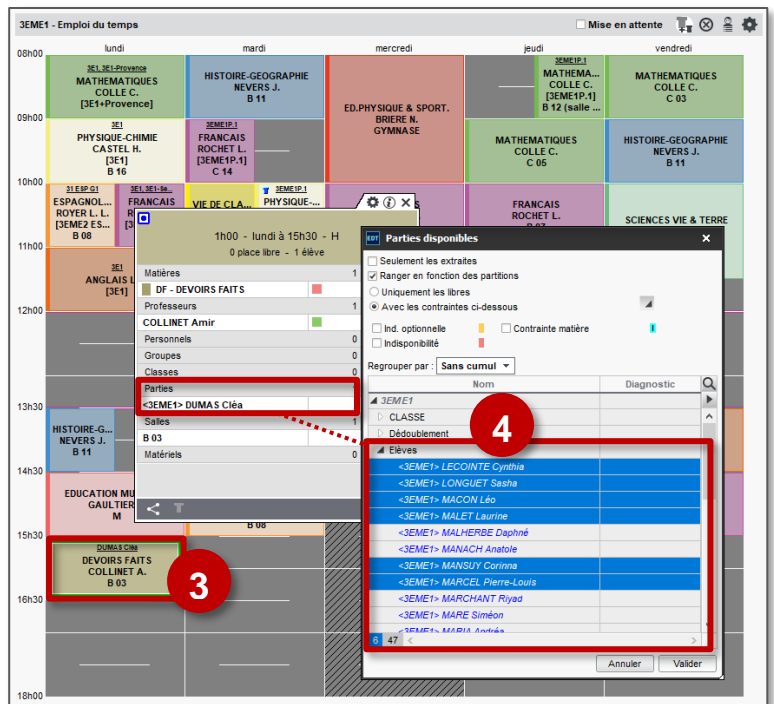 3EME1 - Emploi du temps
Mise en attente
lundi
mardi
mercredi
jeudi
vendredi
08h00
3E1, 3E1-Provence
MATHEMATIQUES
COLLE C.
[3E1+Provence]
HISTOIRE-GEOGRAPHIE
NEVERS J.
B 11
ED.PHYSIQUE & SPORT.
BRIERE N.
GYMNASE
3EME1P.1
MATHEMA...
COLLE C.
[3EME1P.1]
B 12 (salle ...
MATHEMATIQUES
COLLE C.
C 03
09h00
3E1
PHYSIQUE-CHIMIE
CASTEL H.
[3E1]
B 16
3EME1P.1
FRANCAIS
ROCHET L.
[3EME1P.1]
C 14
MATHEMATIQUES
COLLE C.
C 05
HISTOIRE-GEOGRAPHIE
NEVERS J.
B 11
10h00
31 ESP G1
ESPAGNOL...
ROYER L. L.
[3EME2 ES...
B 08
3E1, 3E1-Se...
FRANCAIS
VIE DE CLA...
3EME1P.1
PHYSIQUE-...
FRANCAIS
ROCHET L.
SCIENCES VIE & TERRE
11h00
3E1
ANGLAIS L
[3E1]
12h00
13h30
HISTOIRE-G...
NEVERS J.
B 11
14h30
EDUCATION MU
GAULTIER
M
B 08
15h30
DUMAS Cléa
DEVOIRS FAITS
COLLINET A.
B 03
3
16h30
18h00
1h00 - lundi à 15h30 - H
0 place libre - 1 élève
Matières 1
DF - DEVOIRS FAITS
Professeurs 1
COLLINET Amir
Personnels 0
Groupes 0
Classes 0
Parties
<3EME1> DUMAS Cléa
Salles 1
B 03
Matériels 0
EDT Parties disponibles
Seulement les extraites
Ranger en fonction des partitions
Uniquement les libres
Avec les contraintes ci-dessous
Ind. optionnelle
Contrainte matière
I
Indisponibilité
Regrouper par : Sans cumul
Nom
Diagnostic
3EME1
CLASSE
Dédoublement
4
Elèves
<3EME1> LECOINTE Cynthia
<3EME1> LONGUET Sasha
<3EME1> MACON Léo
<3EME1> MALET Laurine
<3EME1> MALHERBE Daphné
<3EME1> MANACH Anatole
<3EME1> MANSUY Corinna
<3EME1> MARCEL Pierre-Louis
<3EME1> MARCHANT Riyad
<3EME1> MARE Siméon
<3EME1> MARIA Andréa
6 47
Annuler
Valider